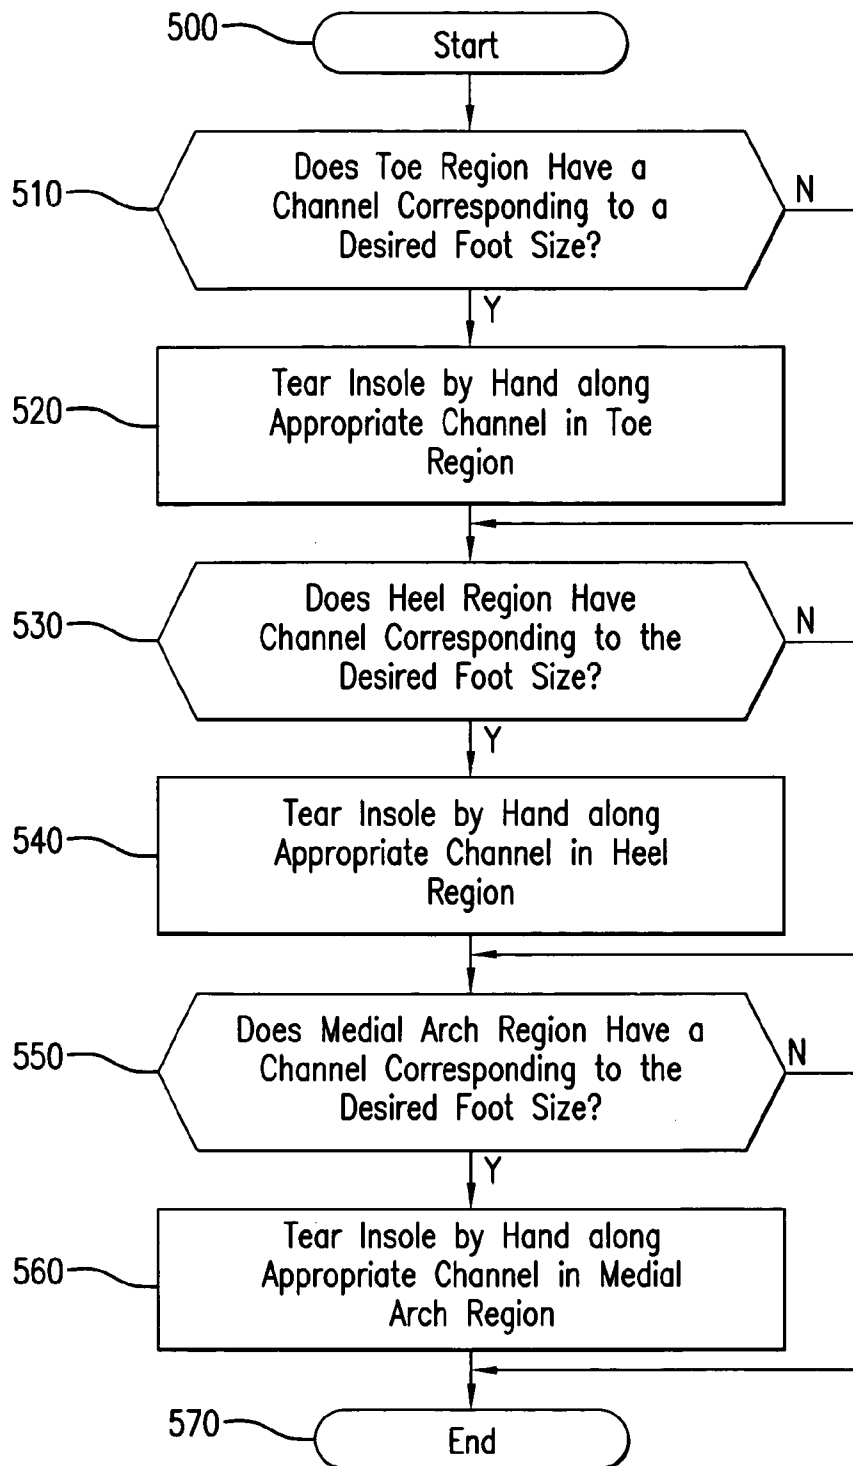 500
Start
510
Does Toe Region Have a
Channel Corresponding to a
Desired Foot Size?
N
Y
520
Tear Insole by Hand along
Appropriate Channel in Toe
Region
530
Does Heel Region Have
Channel Corresponding to the
Desired Foot Size?
N
Y
540
Tear Insole by Hand along
Appropriate Channel in Heel
Region
550
Does Medial Arch Region Have a
Channel Corresponding to the
Desired Foot Size?
N
Y
560
Tear Insole by Hand along
Appropriate Channel in Medial
Arch Region
570
End